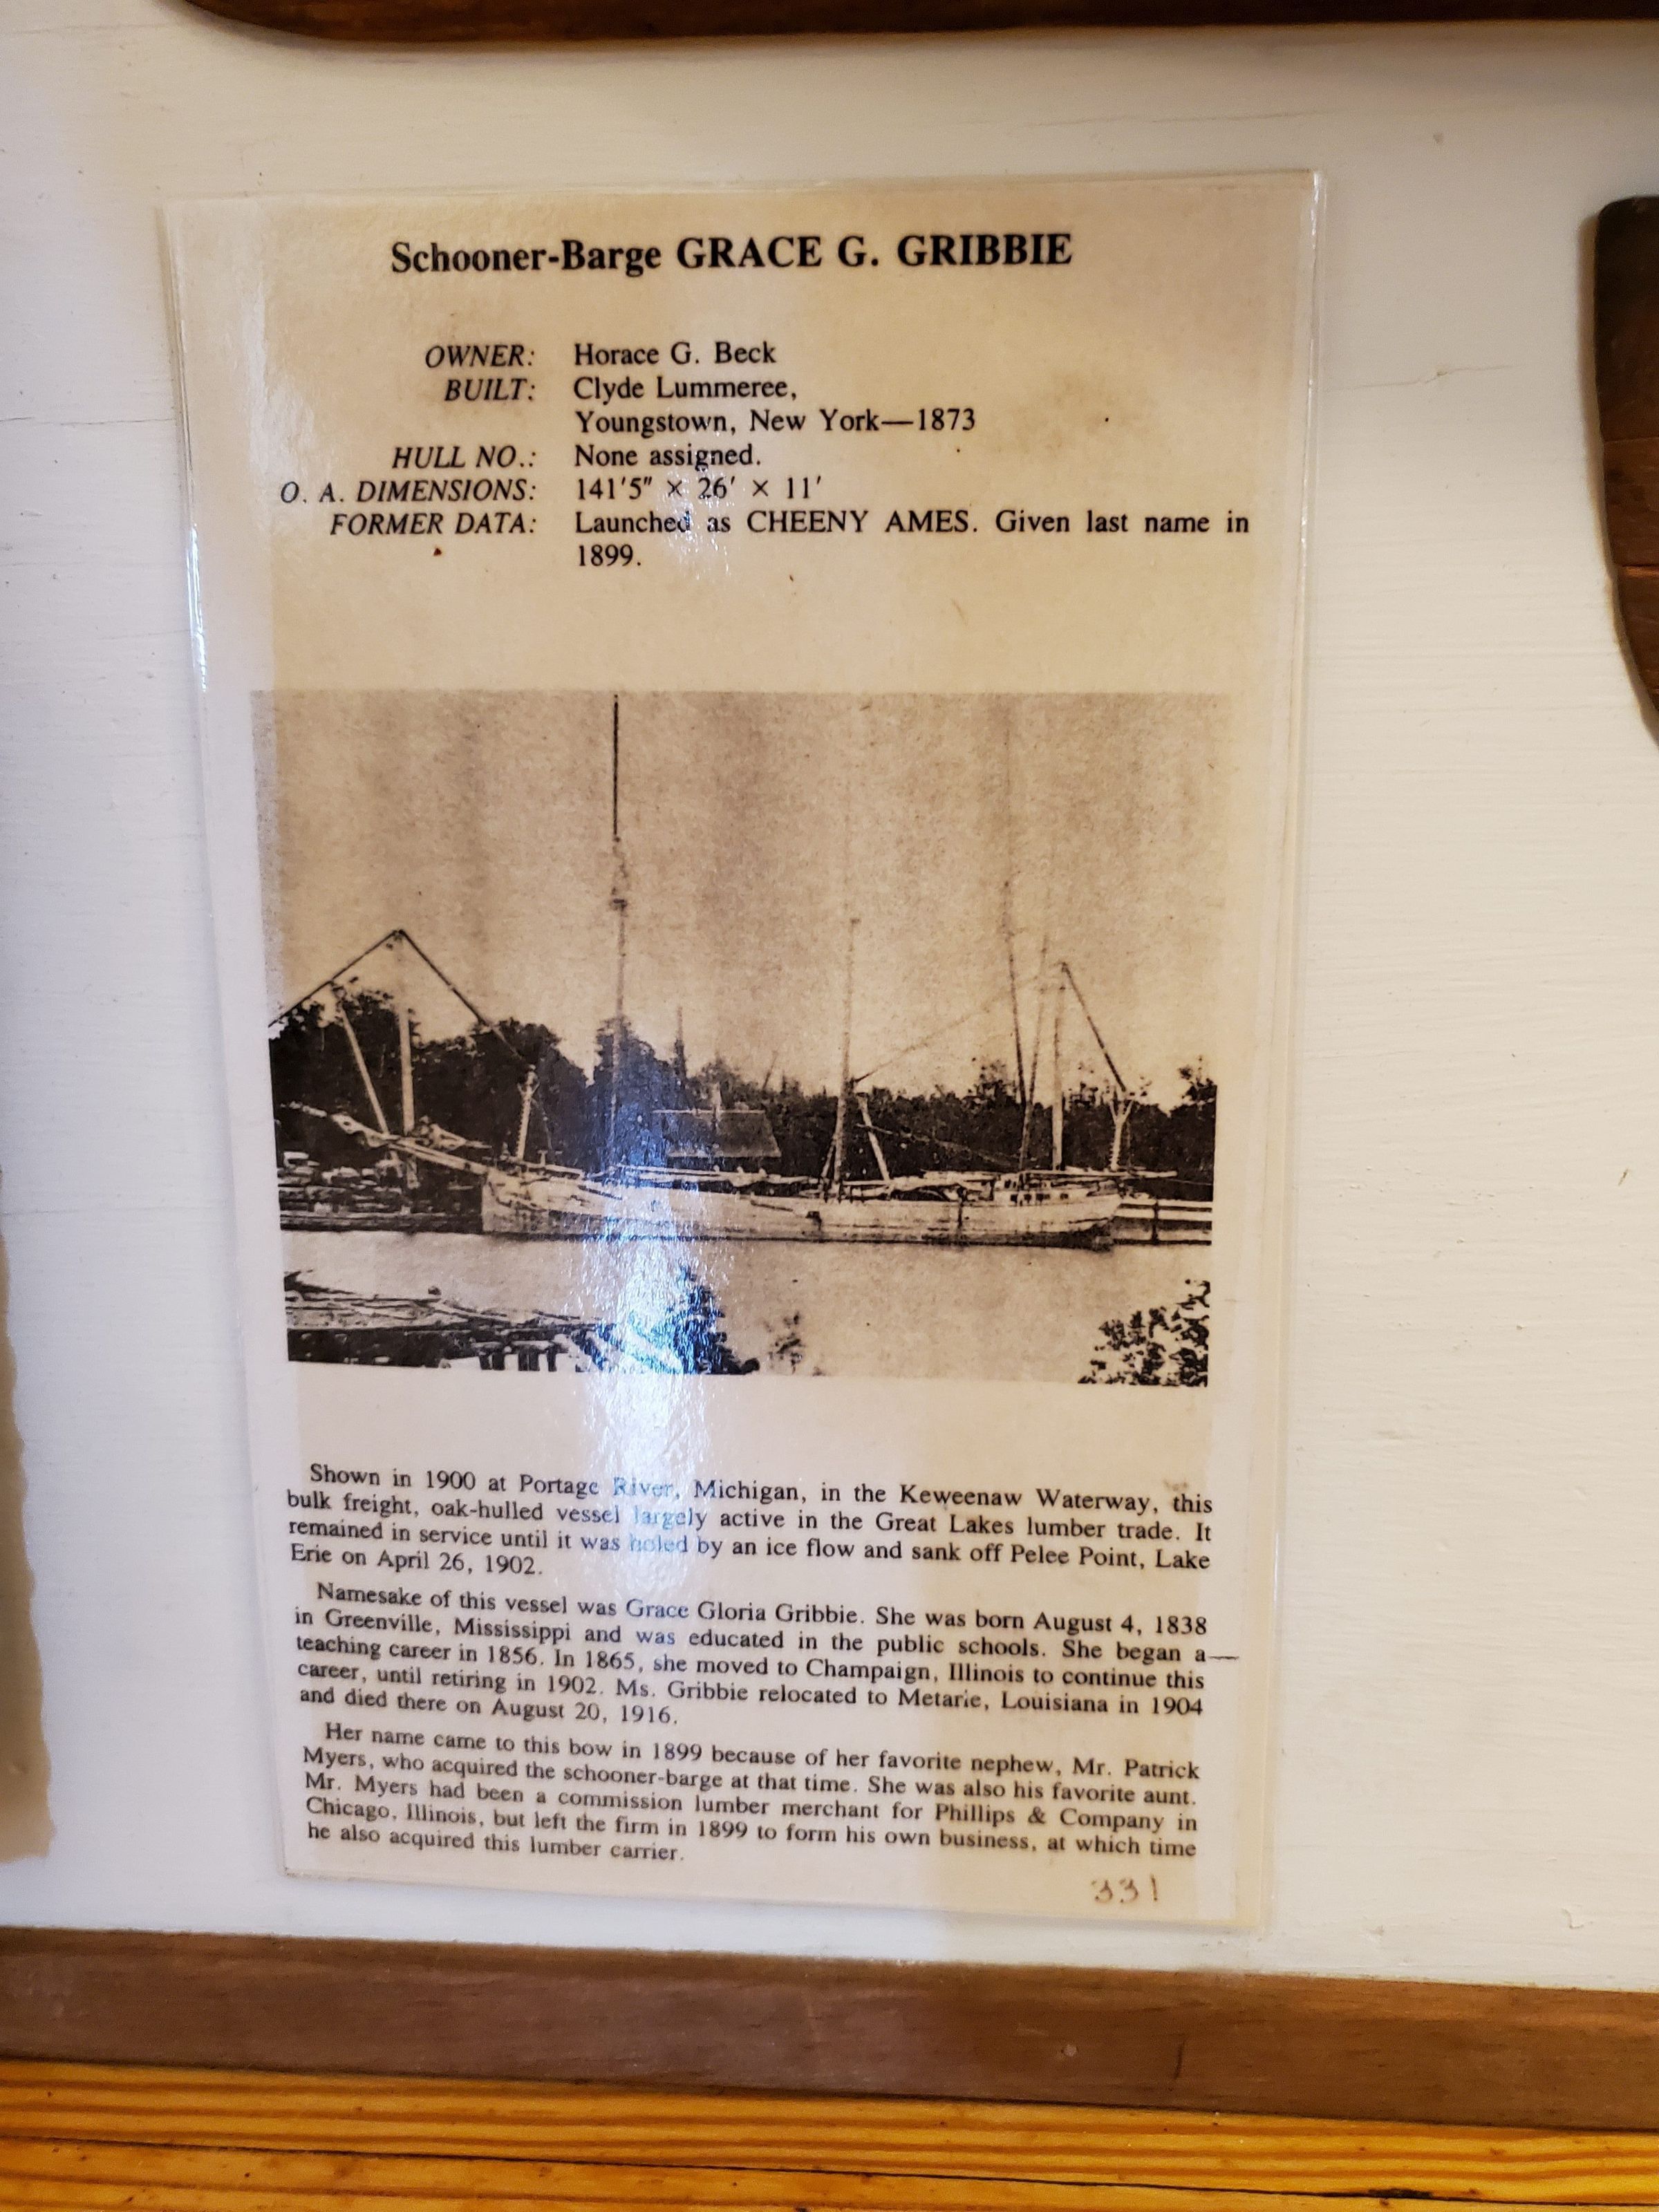 Schooner-Barge GRACE G. GRIBBIE
OWNER: Horace G. Beck
BUILT: Clyde Lummeree,
Youngstown, New York—1873
HULL NO.: None assigned.
O. A. DIMENSIONS: 141'5" × 26' × 11'
FORMER DATA: Launched as CHEENY AMES. Given last name in
1899.
Shown in 1900 at Portage River, Michigan, in the Keweenaw Waterway, this
bulk freight, oak-hulled vessel largely active in the Great Lakes lumber trade. It
remained in service until it was holed by an ice flow and sank off Pelee Point, Lake
Erie on April 26, 1902.
Namesake of this vessel was Grace Gloria Gribbie. She was born August 4, 1838
in Greenville, Mississippi and was educated in the public schools. She began a
teaching career in 1856. In 1865, she moved to Champaign, Illinois to continue this
career, until retiring in 1902. Ms. Gribbie relocated to Metarie, Louisiana in 1904
and died there on August 20, 1916.
Her name came to this bow in 1899 because of her favorite nephew, Mr. Patrick
Myers, who acquired the schooner-barge at that time. She was also his favorite aunt.
Mr. Myers had been a commission lumber merchant for Phillips & Company in
Chicago, Illinois, but left the firm in 1899 to form his own business, at which time
he also acquired this lumber carrier.
331